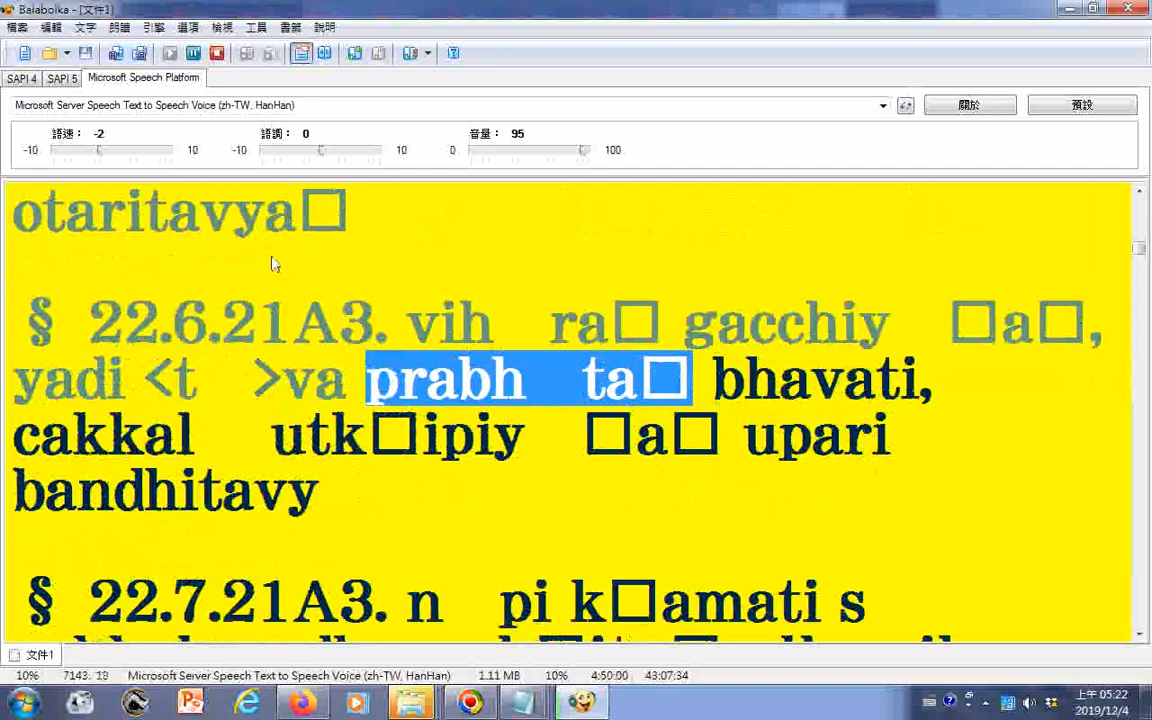 Balabolka - [文件1]
檔案 編輯 文字 朗讀 引擎 選項 檢視 工具 書籤 說明
SAPI 4 SAPI 5 Microsoft Speech Platform
Microsoft Server Speech Text to Speech Voice (zh-TW, HanHan) 關於 預設
語速： -2 語調： 0 音量： 95
-10 10 -10 10 0 100
otaritavya□
§ 22.6.21A3. vih ra□ gacchiy □a□,
yadi <t >va prabh ta□ bhavati,
cakkal utk□ipiy □a□ upari
bandhitavy
§ 22.7.21A3. n pi k□amati s
文件1
10% 7143: 19 Microsoft Server Speech Text to Speech Voice (zh-TW, HanHan) 1.11 MB 10% 4:50:00 43:07:34
上午 05:22
2019/12/4